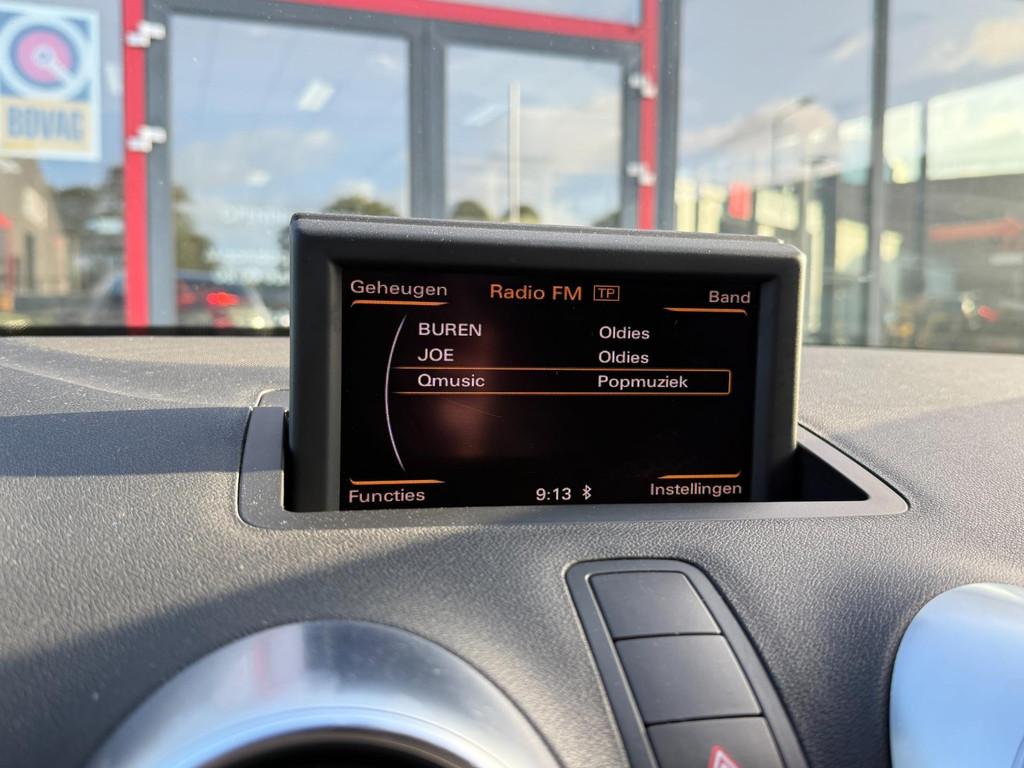 BOVAG
Geheugen Radio FM TP Band
BUREN Oldies
JOE Oldies
Qmusic Popmuziek
Functies 9:13 Instellingen